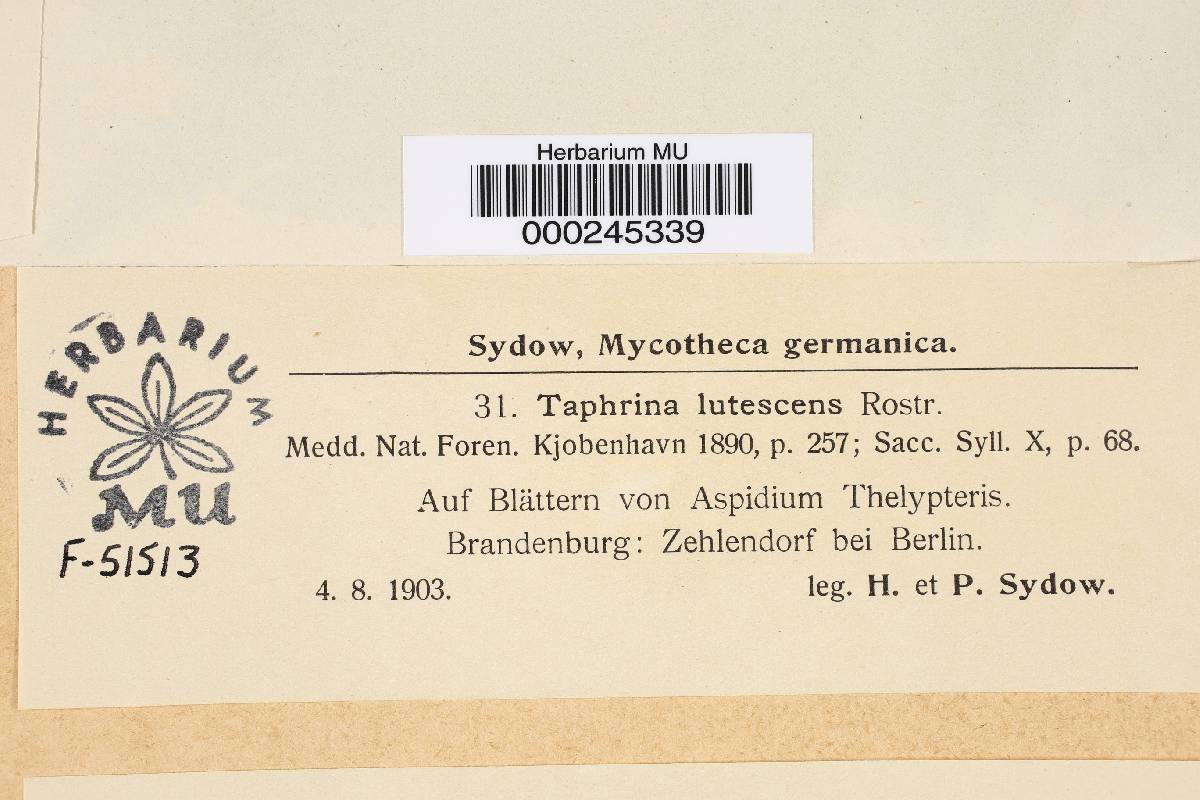 Herbarium MU
000245339
HERBARIUM
MU
F-51513
Sydow, Mycotheca germanica.
31. Taphrina lutescens Rostr.
Medd. Nat. Foren. Kjobenhavn 1890, p. 257; Sacc. Syll. X, p. 68.
Auf Blättern von Aspidium Thelypteris.
Brandenburg: Zehlendorf bei Berlin.
4. 8. 1903. leg. H. et P. Sydow.